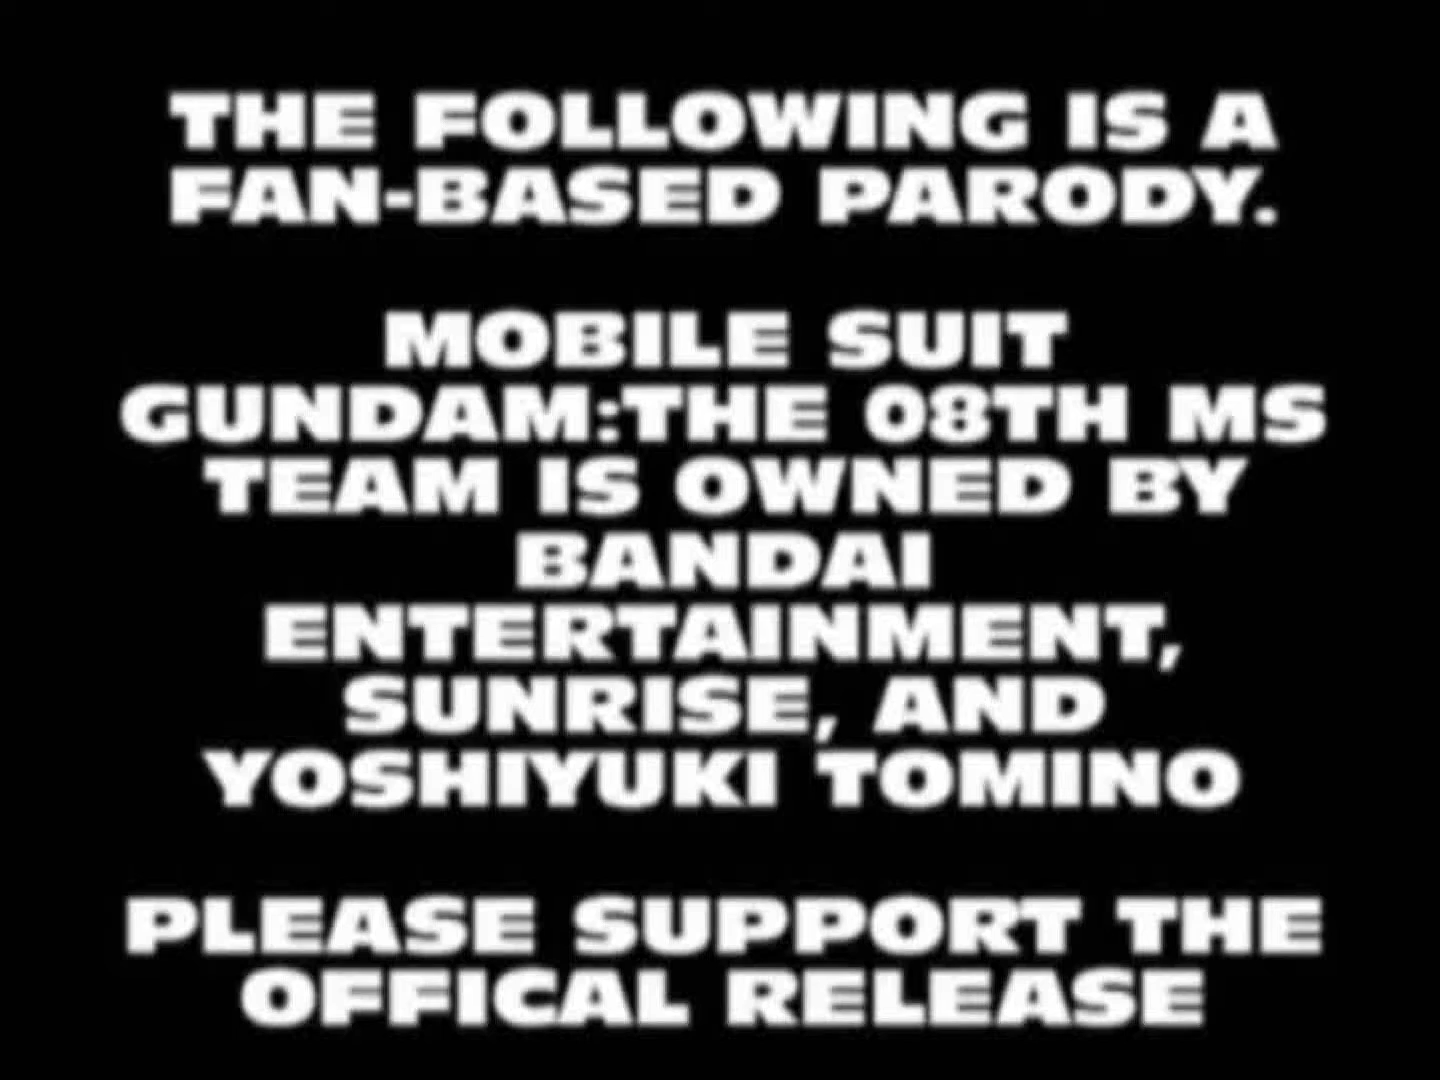 THE FOLLOWING IS A
FAN-BASED PARODY.
MOBILE SUIT
GUNDAM:THE 08TH MS
TEAM IS OWNED BY
BANDAI
ENTERTAINMENT,
SUNRISE, AND
YOSHIYUKI TOMINO
PLEASE SUPPORT THE
OFFICAL RELEASE